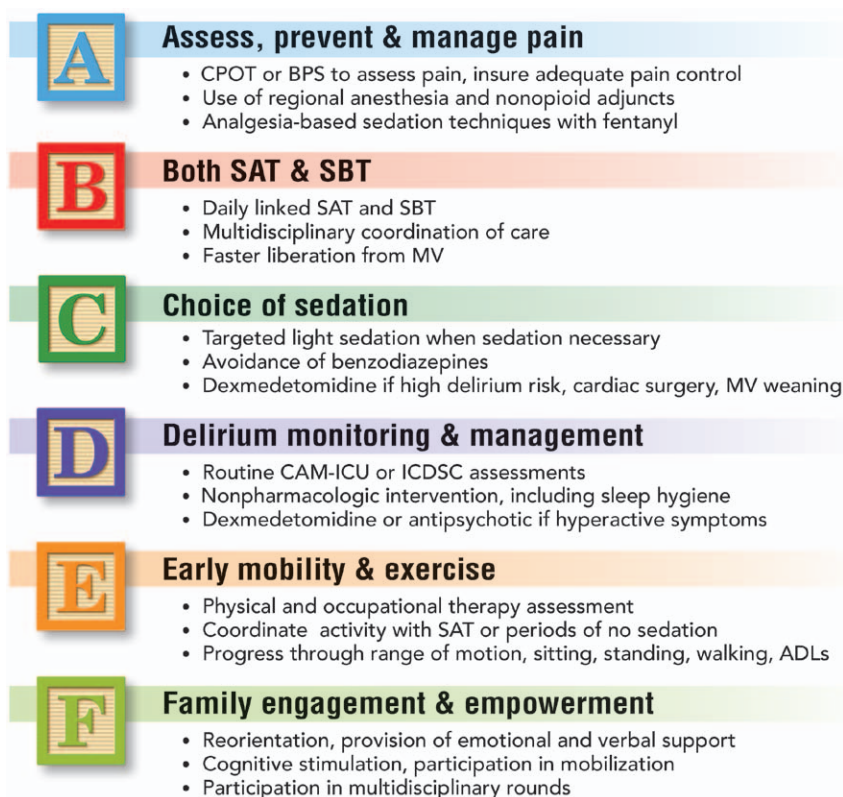 A
Assess, prevent & manage pain
• CPOT or BPS to assess pain, insure adequate pain control
• Use of regional anesthesia and nonopioid adjuncts
• Analgesia-based sedation techniques with fentanyl
B
Both SAT & SBT
• Daily linked SAT and SBT
• Multidisciplinary coordination of care
• Faster liberation from MV
C
Choice of sedation
• Targeted light sedation when sedation necessary
• Avoidance of benzodiazepines
• Dexmedetomidine if high delirium risk, cardiac surgery, MV weaning
D
Delirium monitoring & management
• Routine CAM-ICU or ICDSC assessments
• Nonpharmacologic intervention, including sleep hygiene
• Dexmedetomidine or antipsychotic if hyperactive symptoms
E
Early mobility & exercise
• Physical and occupational therapy assessment
• Coordinate activity with SAT or periods of no sedation
• Progress through range of motion, sitting, standing, walking, ADLs
F
Family engagement & empowerment
• Reorientation, provision of emotional and verbal support
• Cognitive stimulation, participation in mobilization
• Participation in multidisciplinary rounds